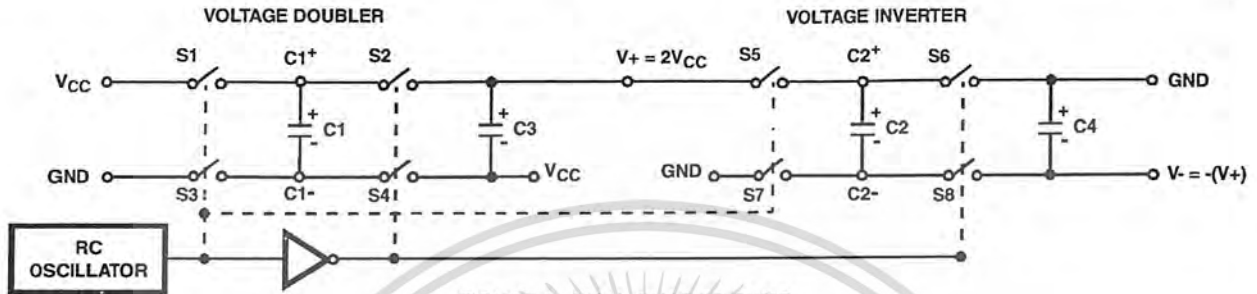 VOLTAGE DOUBLER
VOLTAGE INVERTER
S1 C1+ S2 V+ = 2VCC S5 C2+ S6
VCC GND
+ C1 - + C3 - + C2 - + C4 -
GND VCC GND V- = -(V+)
S3 C1- S4 S7 C2- S8
RC
OSCILLATOR